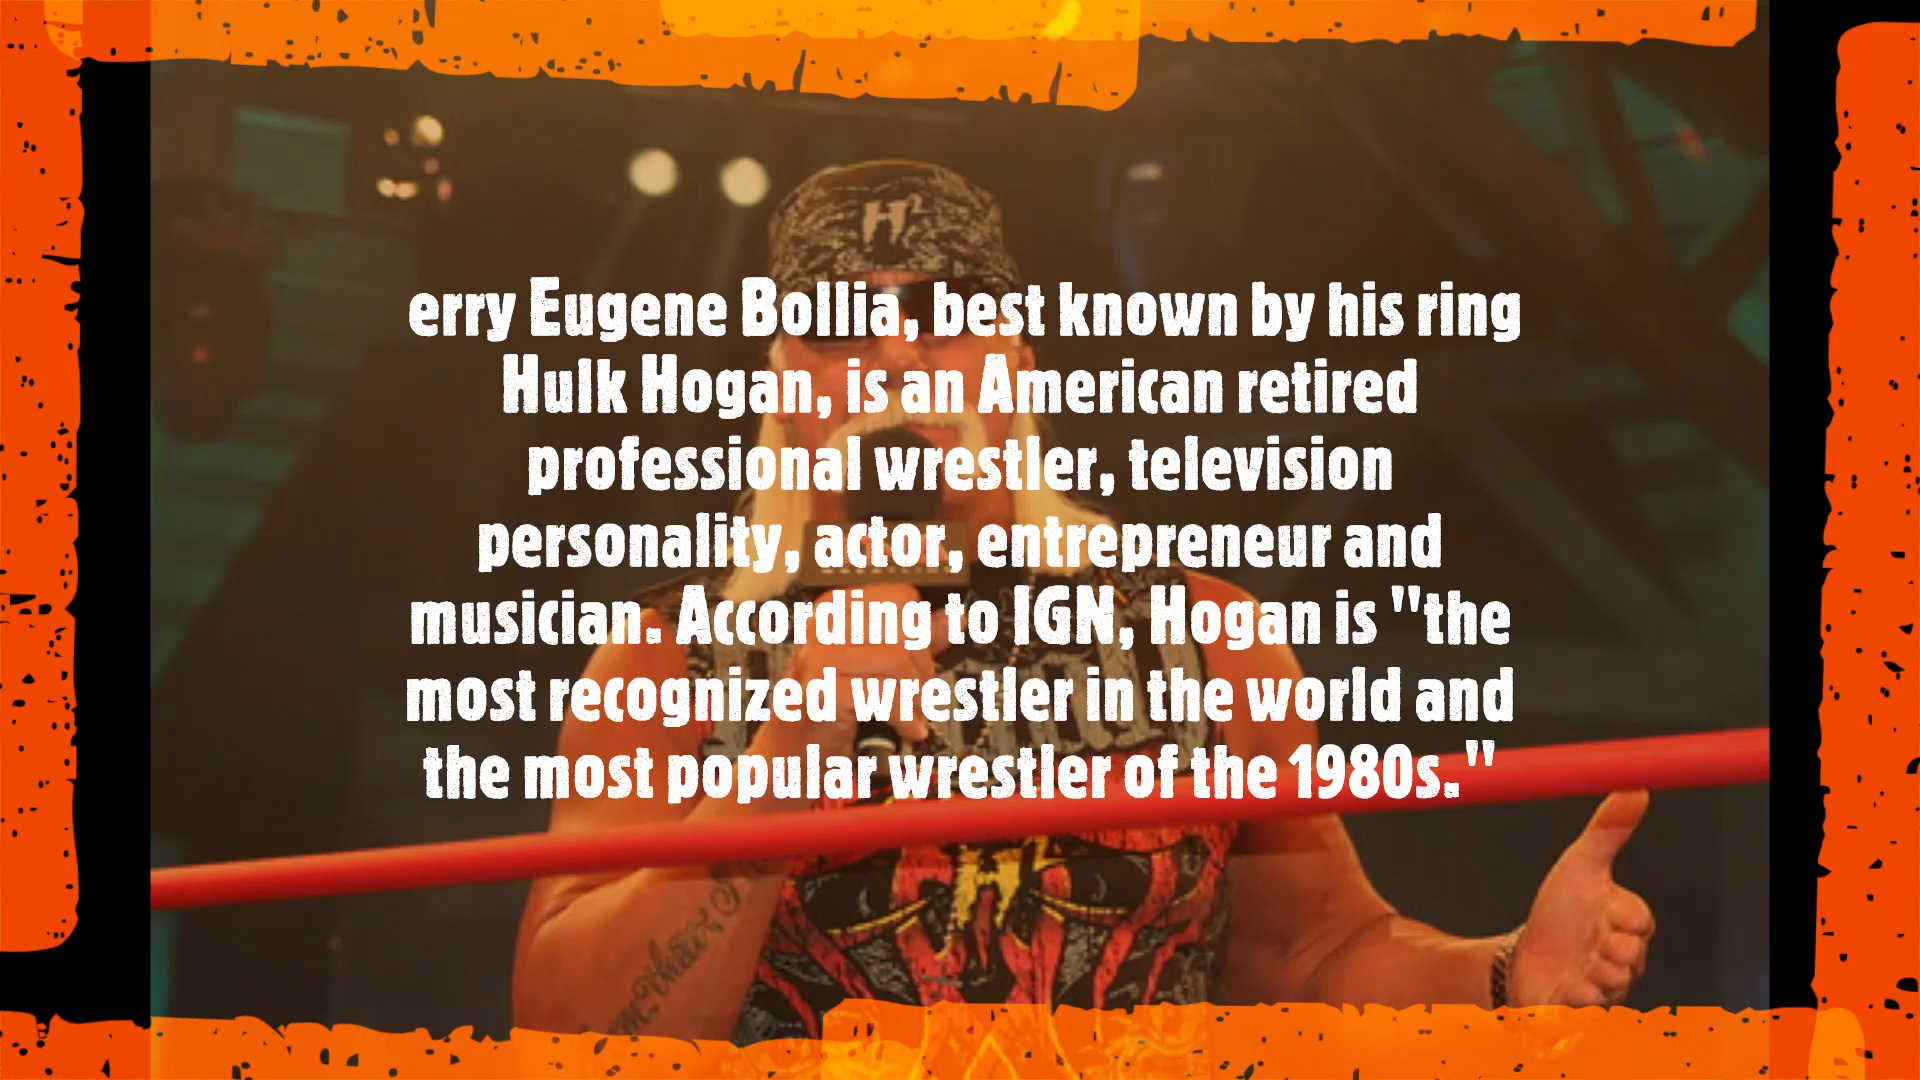 H2
erry Eugene Bollia, best known by his ring
Hulk Hogan, is an American retired
professional wrestler, television
personality, actor, entrepreneur and
musician. According to IGN, Hogan is "the
most recognized wrestler in the world and
the most popular wrestler of the 1980s."
H2